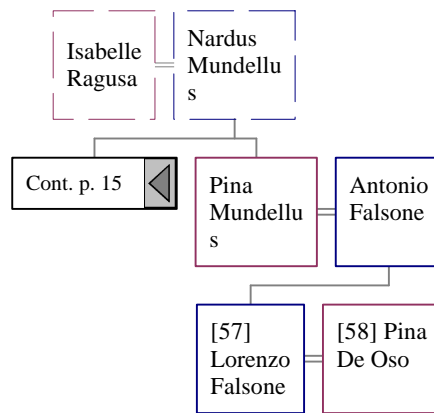 Isabelle
Ragusa
Nardus
Mundellu
s
Cont. p. 15
Pina
Mundellu
s
Antonio
Falsone
[57]
Lorenzo
Falsone
[58] Pina
De Oso